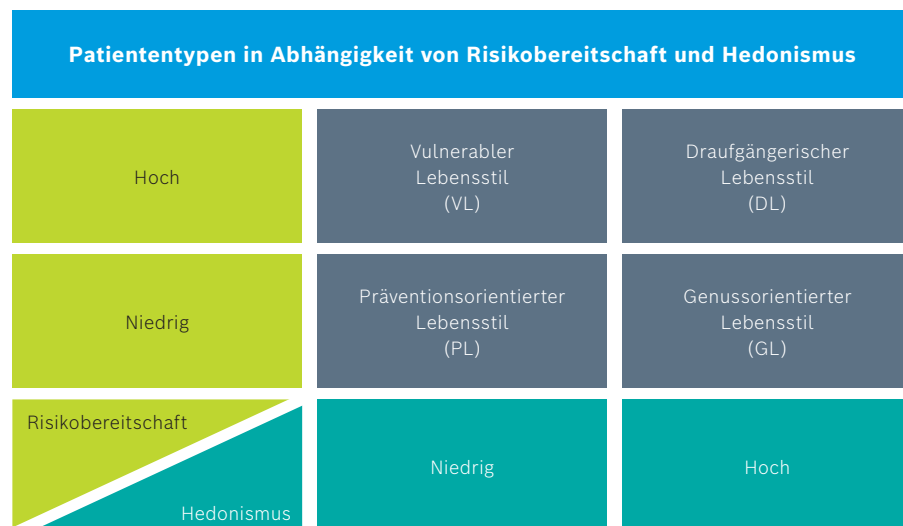 Patiententypen in Abhängigkeit von Risikobereitschaft und Hedonismus
Hoch
Vulnerabler
Lebensstil
(VL)
Draufgängerischer
Lebensstil
(DL)
Niedrig
Präventionsorientierter
Lebensstil
(PL)
Genussorientierter
Lebensstil
(GL)
Risikobereitschaft
Hedonismus
Niedrig
Hoch